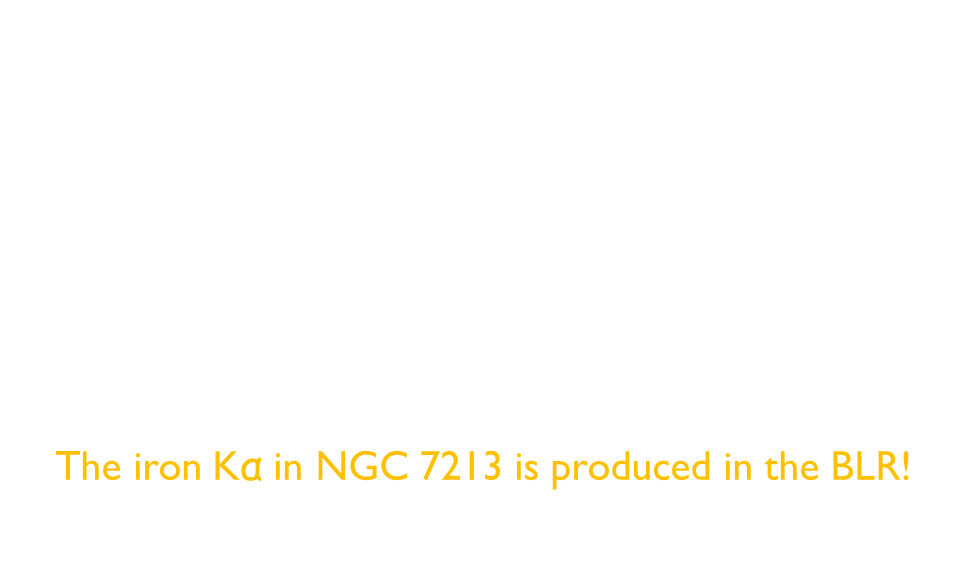 The iron Kα in NGC 7213 is produced in the BLR!